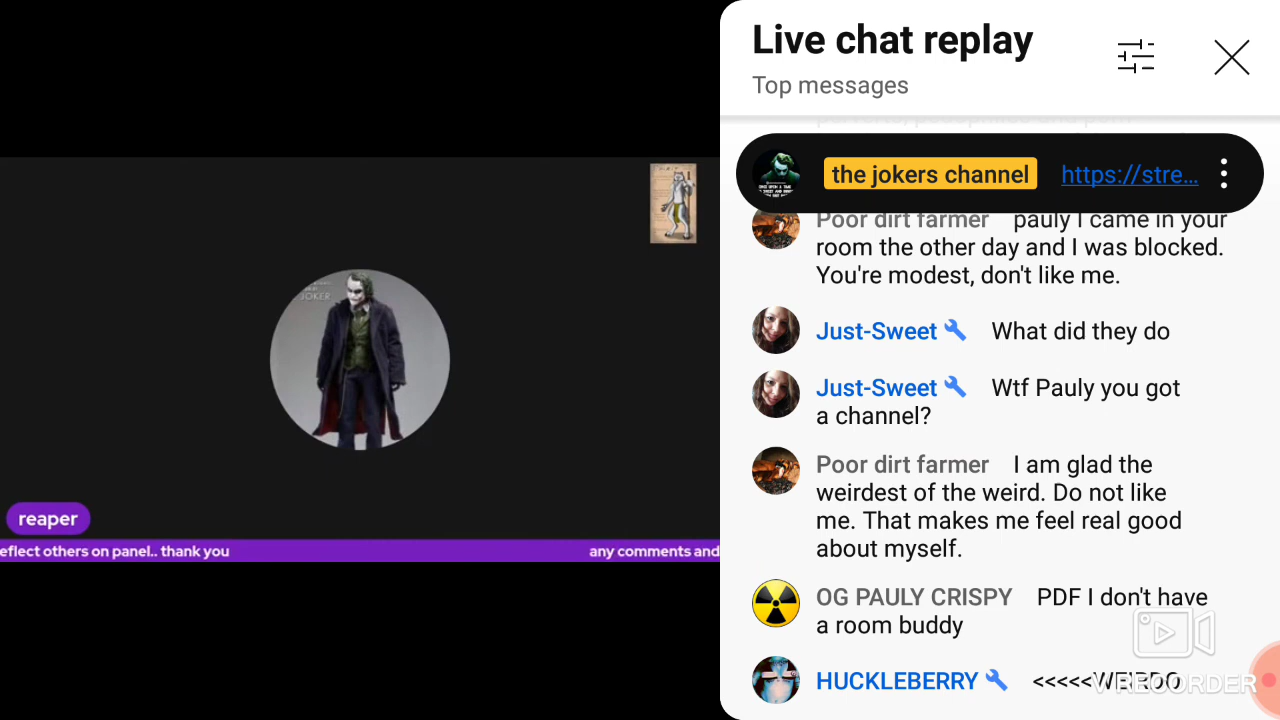 JOKER
reaper
eflect others on panel.. thank you
any comments and
Live chat replay
Top messages
the jokers channel https://stre...
Poor dirt farmer pauly I came in your
room the other day and I was blocked.
You're modest, don't like me.
Just-Sweet What did they do
Just-Sweet Wtf Pauly you got
a channel?
Poor dirt farmer I am glad the
weirdest of the weird. Do not like
me. That makes me feel real good
about myself.
OG PAULY CRISPY PDF I don't have
a room buddy
HUCKLEBERRY <<<<<WEIRDO
V RECORDER